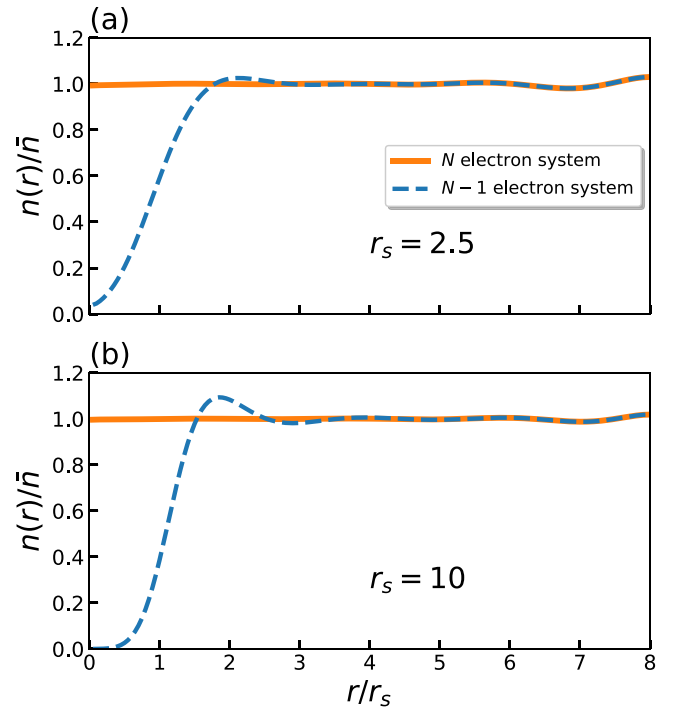 (a)
1.2
1.0
0.8
0.6
0.4
0.2
0.0
n(r)/n̄
N electron system
N − 1 electron system
r_s = 2.5
(b)
1.2
1.0
0.8
0.6
0.4
0.2
0.0
n(r)/n̄
r_s = 10
0 1 2 3 4 5 6 7 8
r/r_s